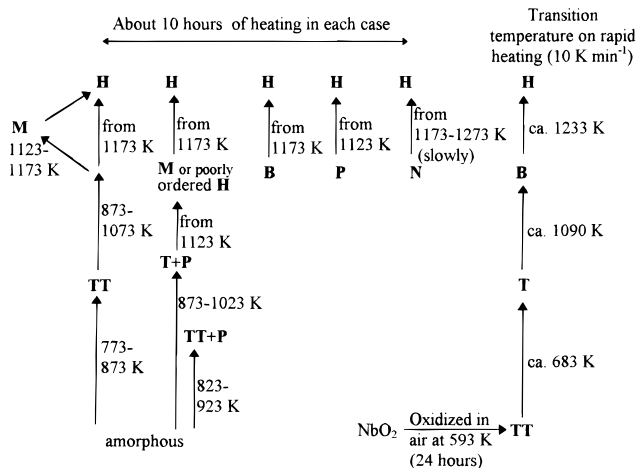 About 10 hours of heating in each case
Transition
temperature on rapid
heating (10 K min⁻¹)
H H H H H H
M
1123-
1173 K
from
1173 K
from
1173 K
from
1173 K
from
1123 K
from
1173-1273 K
(slowly)
ca. 1233 K
M or poorly
ordered H
B P N B
873-
1073 K
from
1123 K
ca. 1090 K
T+P
TT
T
873-1023 K
TT+P
773-
873 K
823-
923 K
ca. 683 K
amorphous
NbO₂ Oxidized in TT
air at 593 K
(24 hours)